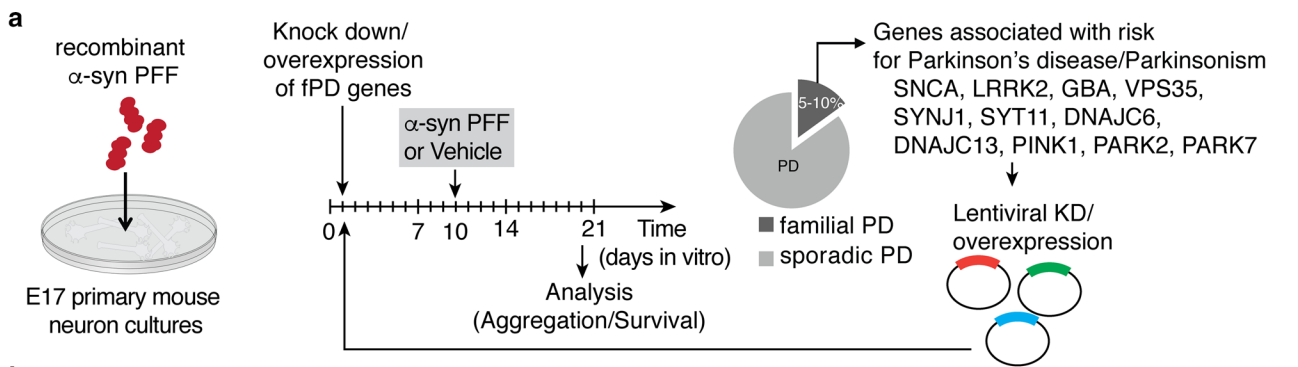 a
recombinant
α-syn PFF
E17 primary mouse
neuron cultures
Knock down/
overexpression
of fPD genes
α-syn PFF
or Vehicle
0 7 10 14 21 Time
(days in vitro)
Analysis
(Aggregation/Survival)
5-10%
PD
familial PD
sporadic PD
Genes associated with risk
for Parkinson's disease/Parkinsonism
SNCA, LRRK2, GBA, VPS35,
SYNJ1, SYT11, DNAJC6,
DNAJC13, PINK1, PARK2, PARK7
Lentiviral KD/
overexpression